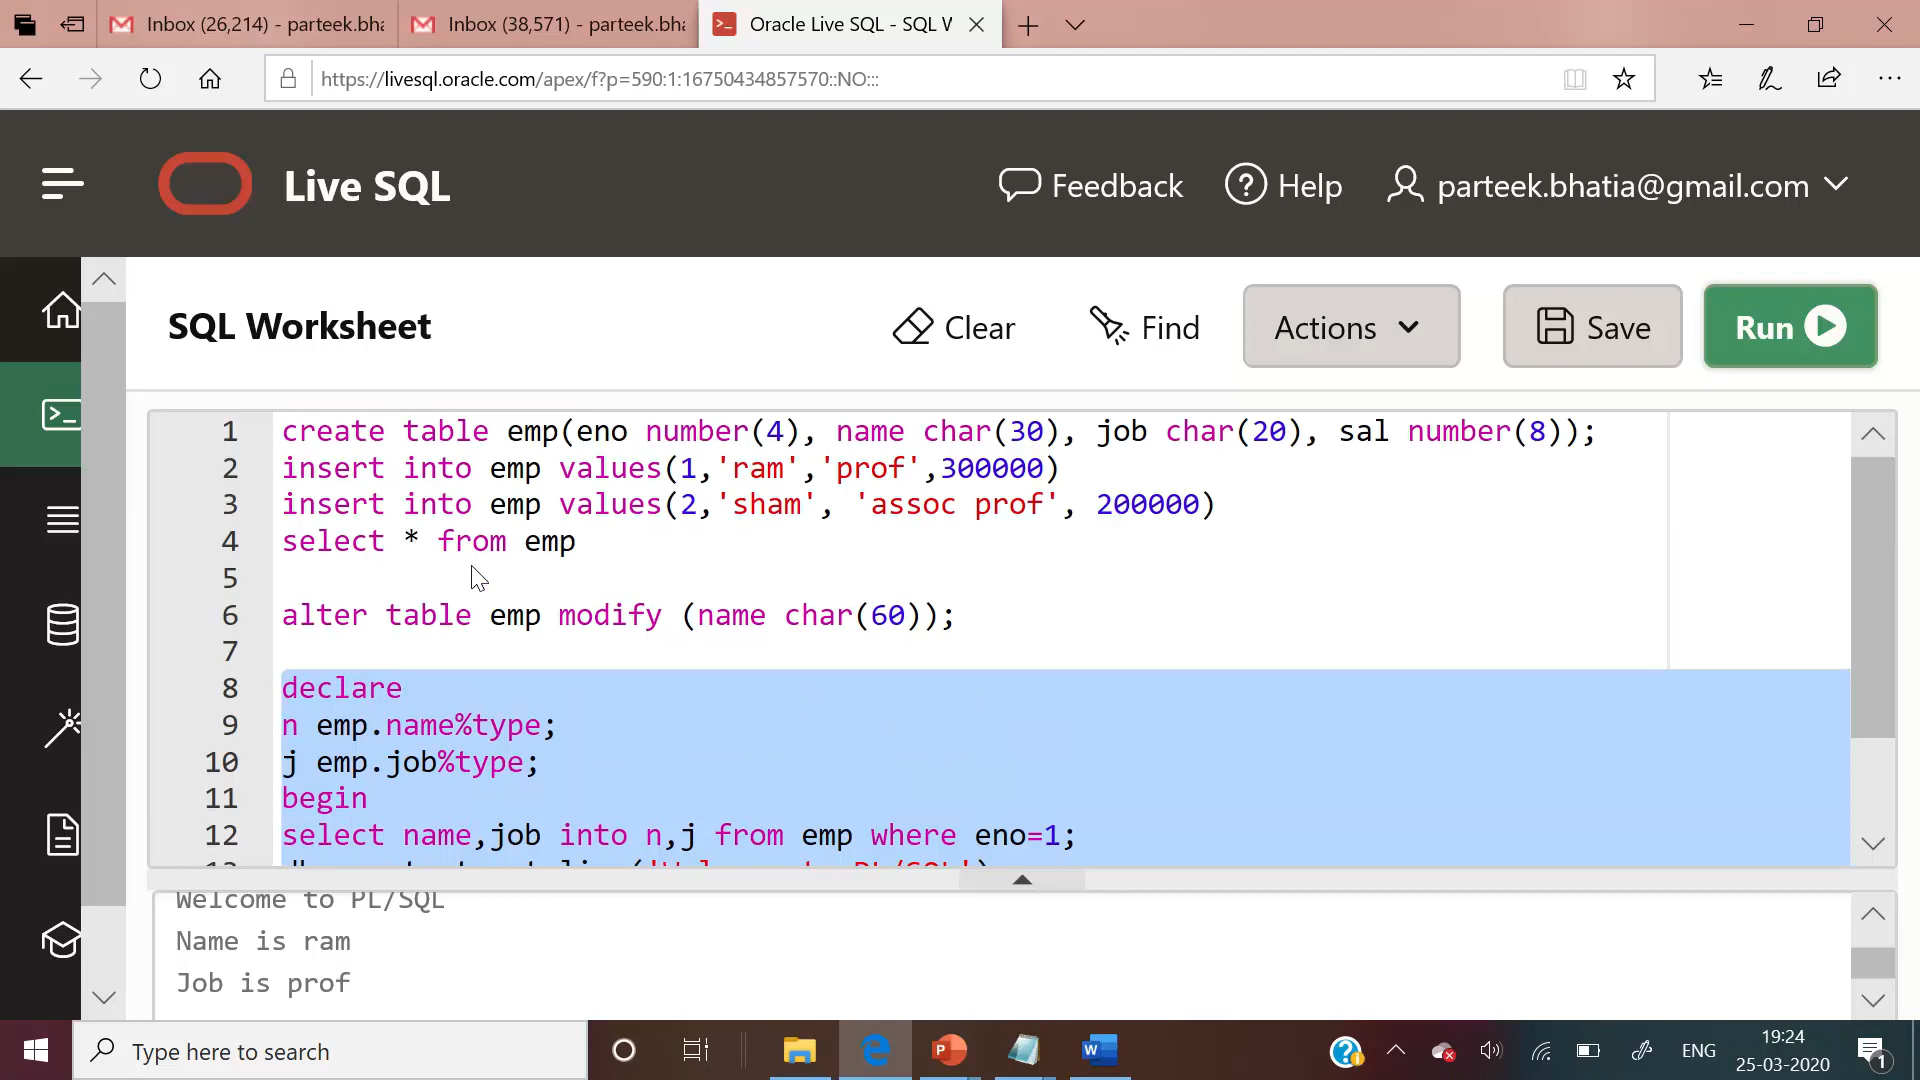 Inbox (26,214) - parteek.bha
Inbox (38,571) - parteek.bha
Oracle Live SQL - SQL W
https://livesql.oracle.com/apex/f?p=590:1:16750434857570::NO:::
Live SQL
Feedback
Help
parteek.bhatia@gmail.com
SQL Worksheet
Clear
Find
Actions
Save
Run
1 create table emp(eno number(4), name char(30), job char(20), sal number(8));
2 insert into emp values(1,'ram','prof',300000)
3 insert into emp values(2,'sham', 'assoc prof', 200000)
4 select * from emp
5
6 alter table emp modify (name char(60));
7
8 declare
9 n emp.name%type;
10 j emp.job%type;
11 begin
12 select name,job into n,j from emp where eno=1;
Welcome to PL/SQL
Name is ram
Job is prof
Type here to search
ENG
19:24
25-03-2020
1